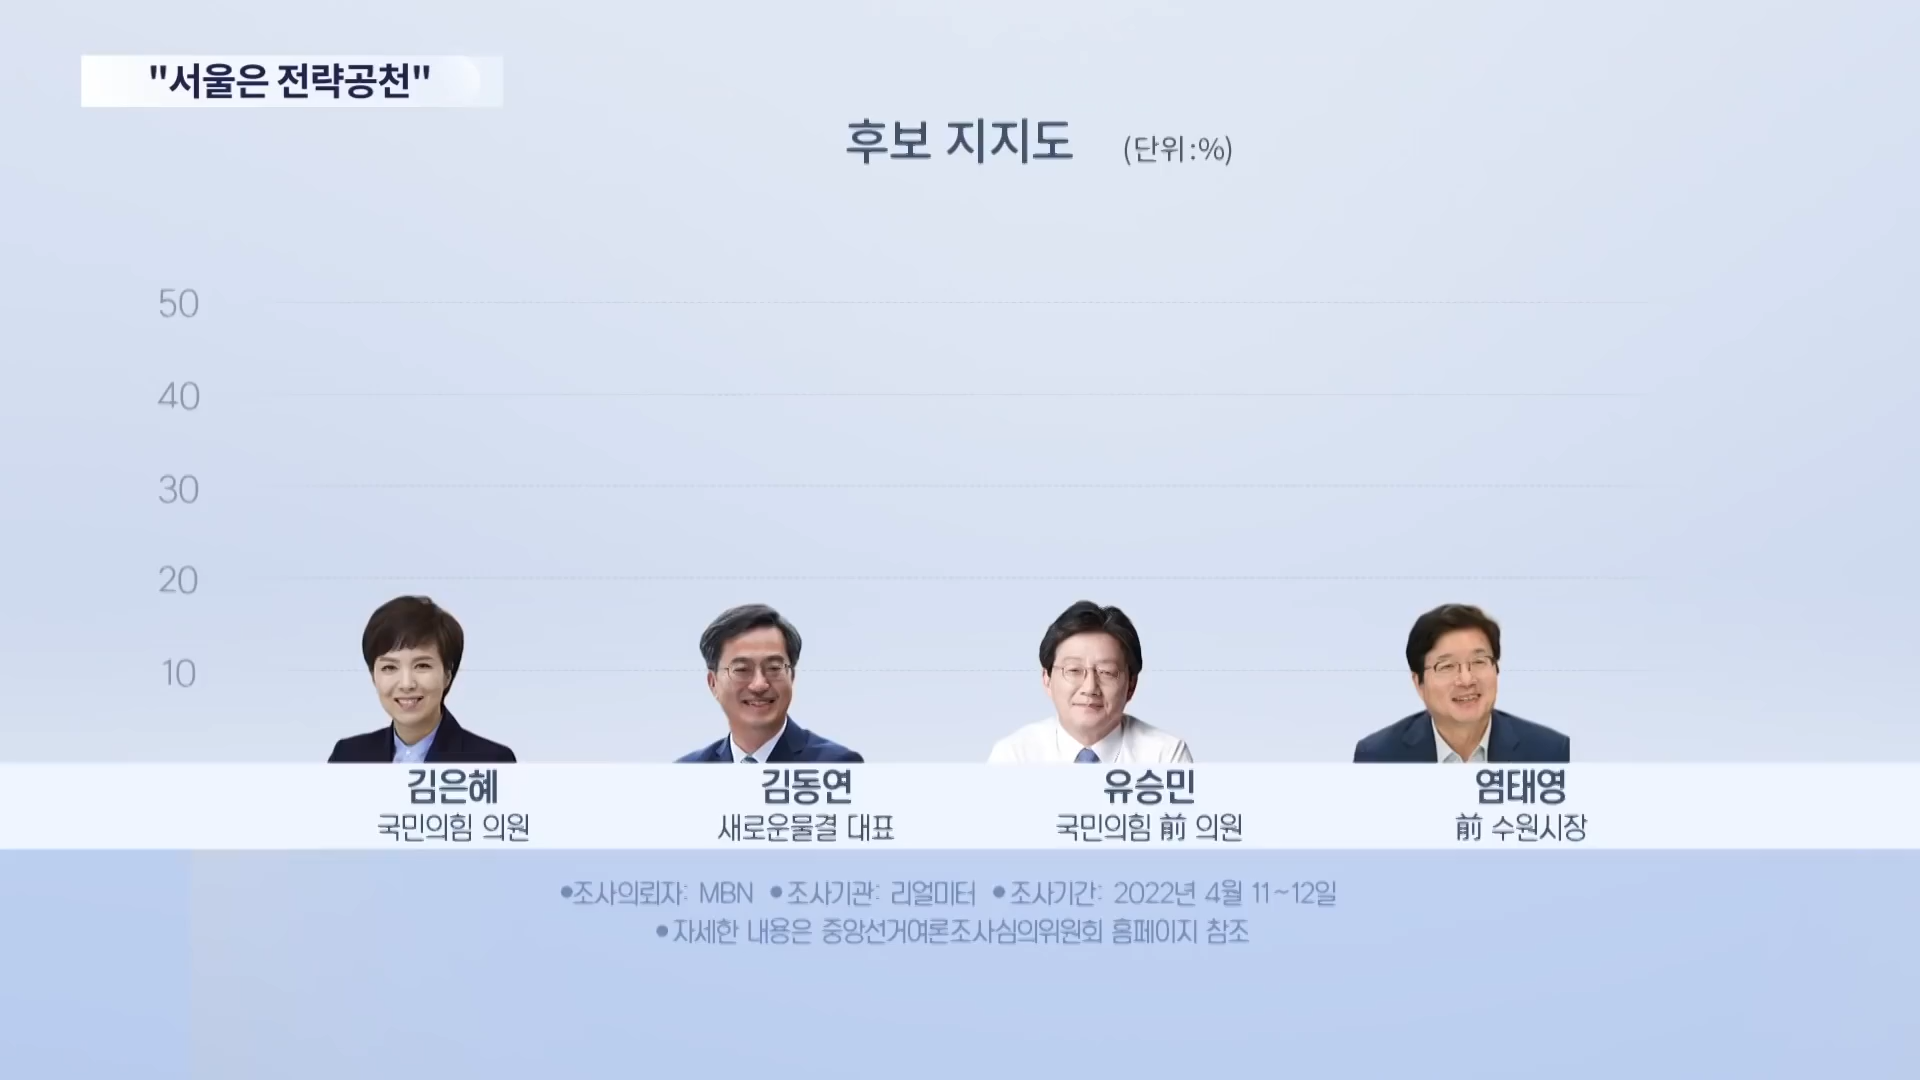 "서울은 전략공천"
후보 지지도 (단위:%)
50
40
30
20
10
김은혜 김동연 유승민 염태영
국민의힘 의원 새로운물결 대표 국민의힘 前 의원 前 수원시장
●조사의뢰자: MBN ●조사기관: 리얼미터 ●조사기간: 2022년 4월 11~12일
●자세한 내용은 중앙선거여론조사심의위원회 홈페이지 참조